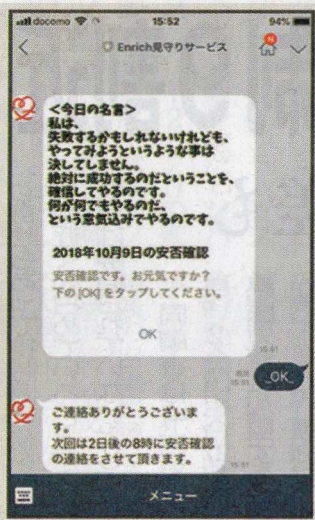 docomo 15:52 94%
Enrich見守りサービス
<今日の名言>
私は、
失敗するかもしれないけれども、
やってみようというような事は
決してしません。
絶対に成功するのだということを、
確信してやるのです。
何が何でもやるのだ、
という意気込みでやるのです。
2018年10月9日の安否確認
安否確認です。お元気ですか？
下の [OK] をタップしてください。
OK
15:51
既読
15:51
_OK_
ご連絡ありがとうございま
す。
次回は2日後の8時に安否確認
の連絡をさせて頂きます。
15:51
メニュー